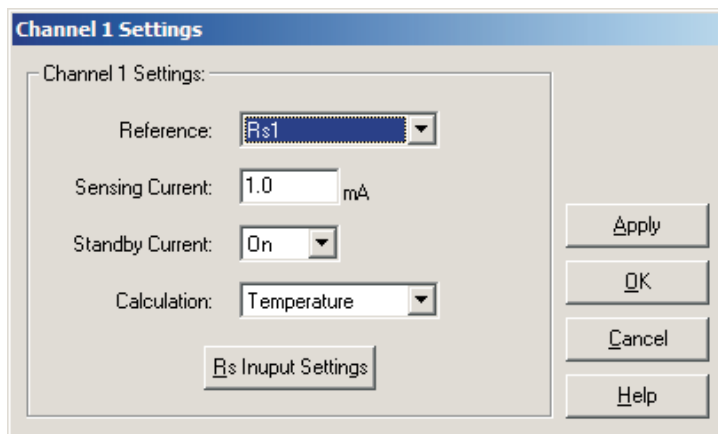 Channel 1 Settings
Channel 1 Settings:
Reference: Rs1
Sensing Current: 1.0 mA
Standby Current: On
Calculation: Temperature
Rs Inuput Settings
Apply
OK
Cancel
Help